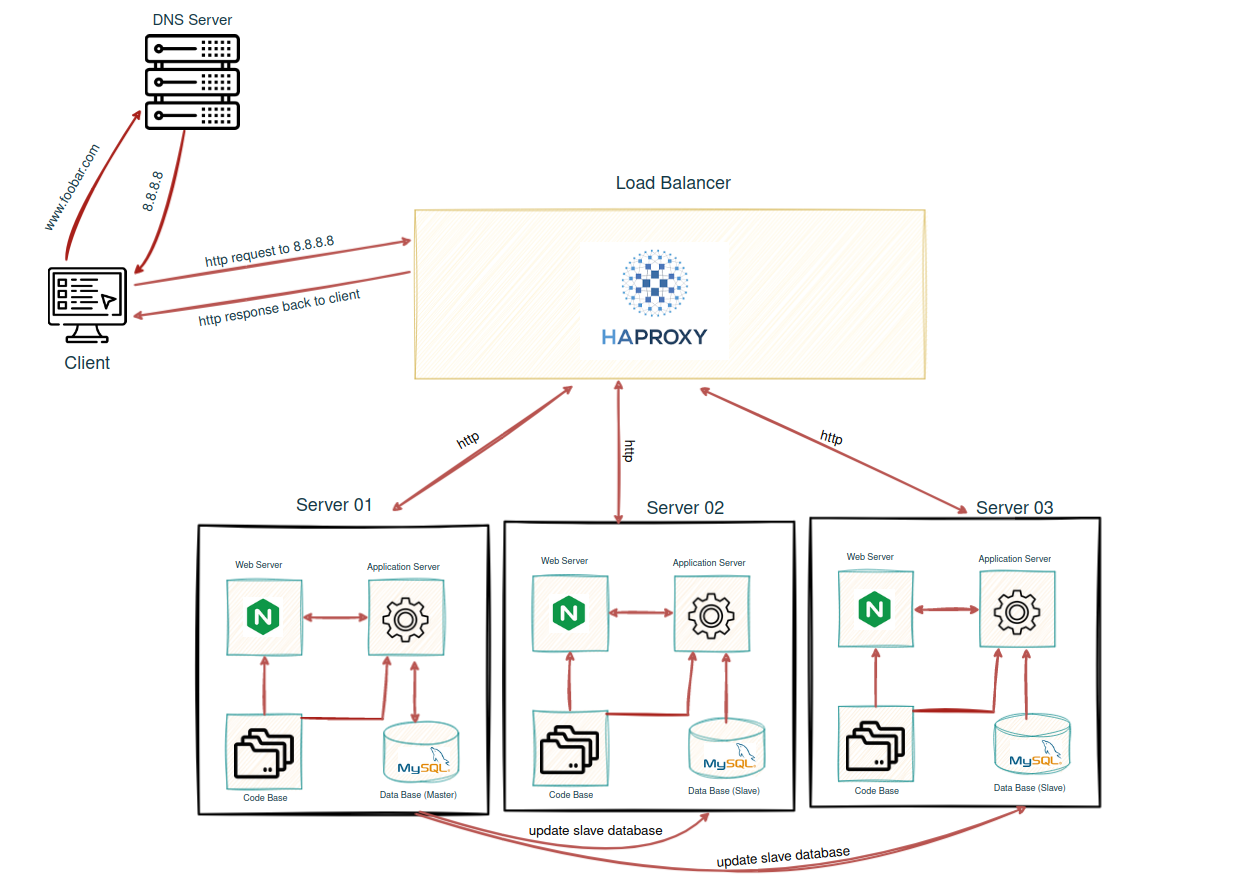 DNS Server
www.foobar.com
8.8.8.8
Client
http request to 8.8.8.8
http response back to client
Load Balancer
HAPROXY
http
http
http
Server 01
Web Server
Application Server
N
Code Base
MySQL
Data Base (Master)
Server 02
Web Server
Application Server
N
Code Base
MySQL
Data Base (Slave)
Server 03
Web Server
Application Server
N
Code Base
MySQL
Data Base (Slave)
update slave database
update slave database